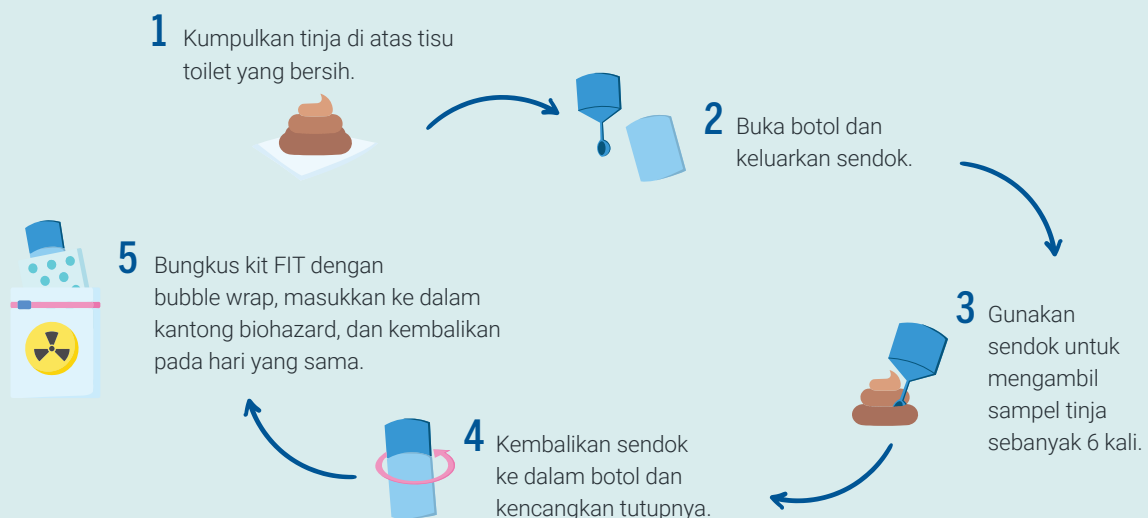 1 Kumpulkan tinja di atas tisu
toilet yang bersih.
2 Buka botol dan
keluarkan sendok.
3 Gunakan
sendok untuk
mengambil
sampel tinja
sebanyak 6 kali.
4 Kembalikan sendok
ke dalam botol dan
kencangkan tutupnya.
5 Bungkus kit FIT dengan
bubble wrap, masukkan ke dalam
kantong biohazard, dan kembalikan
pada hari yang sama.